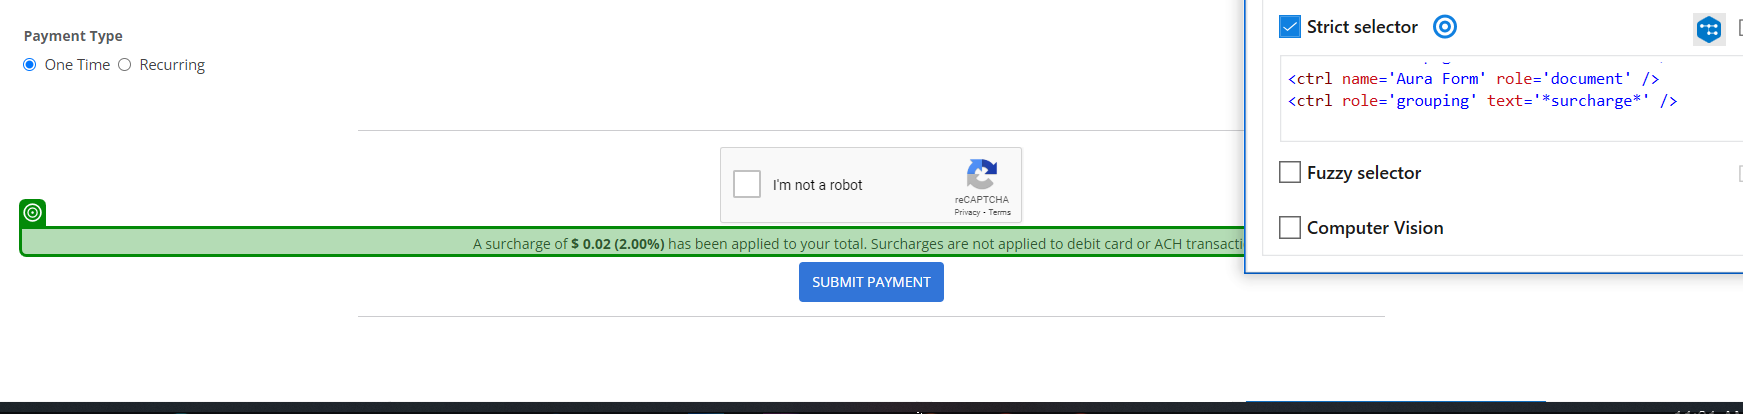 Payment Type
One Time Recurring
I'm not a robot
reCAPTCHA
Privacy - Terms
A surcharge of $ 0.02 (2.00%) has been applied to your total. Surcharges are not applied to debit card or ACH
SUBMIT PAYMENT
Strict selector
<ctrl name='Aura Form' role='document' />
<ctrl role='grouping' text='*surcharge*' />
Fuzzy selector
Computer Vision